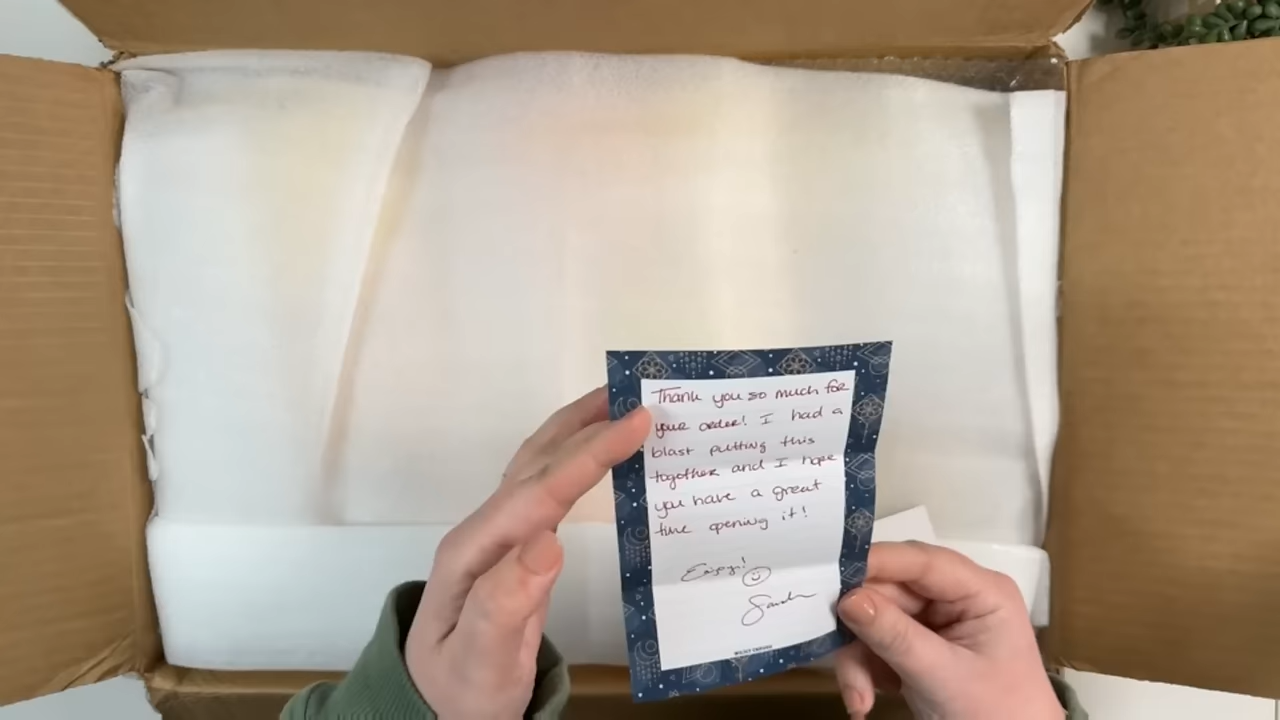 Thank you so much for
your order! I had a
blast putting this
together and I hope
you have a great
time opening it!
Enjoy!
Sarah